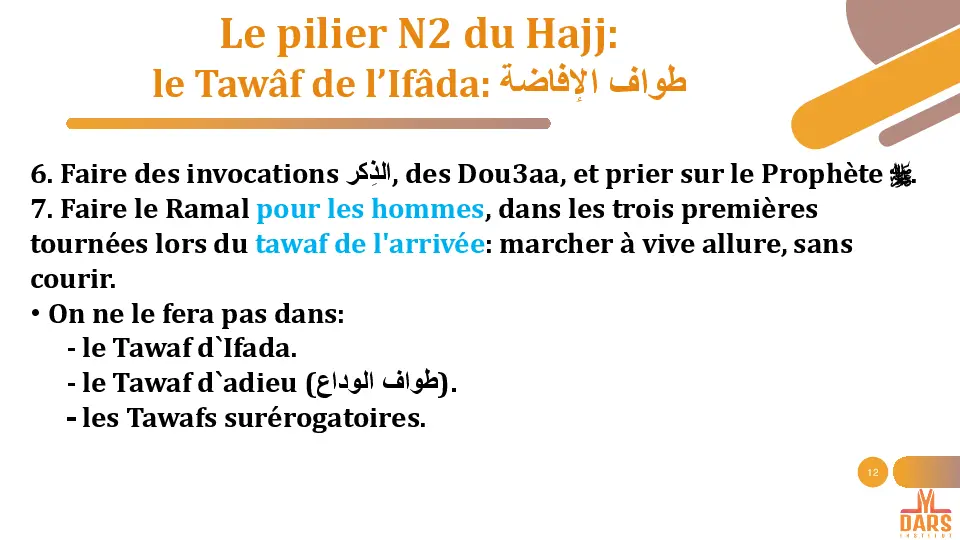 Le pilier N2 du Hajj:
le Tawâf de l’Ifâda: طواف الإفاضة
6. Faire des invocations الذِكر, des Dou3aa, et prier sur le Prophète ﷺ.
7. Faire le Ramal pour les hommes, dans les trois premières
tournées lors du tawaf de l'arrivée: marcher à vive allure, sans
courir.
• On ne le fera pas dans:
- le Tawaf d`Ifada.
- le Tawaf d`adieu (طواف الوداع).
- les Tawafs surérogatoires.
12
DARS
INSTITUT